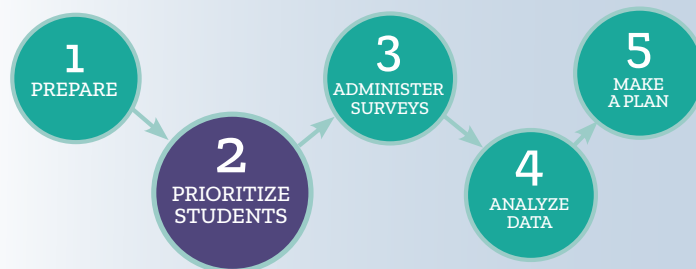 1
PREPARE
2
PRIORITIZE
STUDENTS
3
ADMINISTER
SURVEYS
4
ANALYZE
DATA
5
MAKE
A PLAN